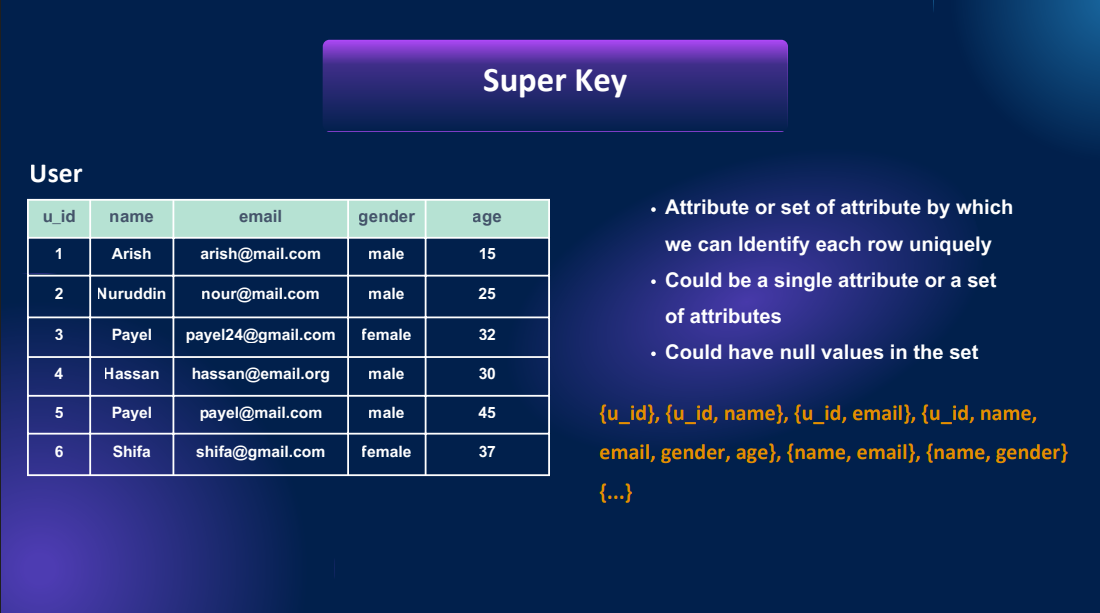 Super Key
User
u_id name email gender age
1 Arish arish@mail.com male 15
2 Nuruddin nour@mail.com male 25
3 Payel payel24@gmail.com female 32
4 Hassan hassan@email.org male 30
5 Payel payel@mail.com male 45
6 Shifa shifa@gmail.com female 37
• Attribute or set of attribute by which
we can Identify each row uniquely
• Could be a single attribute or a set
of attributes
• Could have null values in the set
{u_id}, {u_id, name}, {u_id, email}, {u_id, name,
email, gender, age}, {name, email}, {name, gender}
{...}